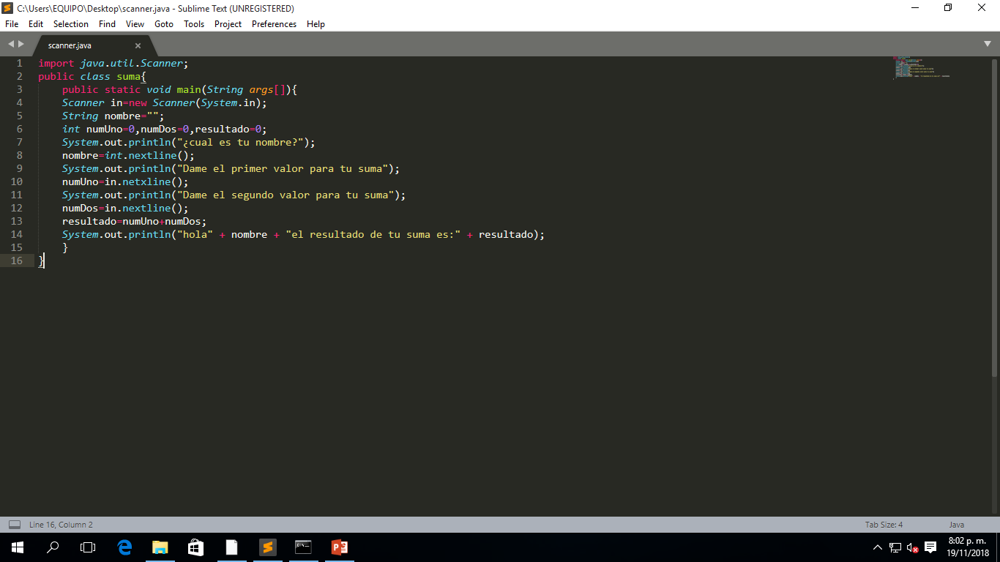 C:\Users\EQUIPO\Desktop\scanner.java - Sublime Text (UNREGISTERED)
File Edit Selection Find View Goto Tools Project Preferences Help
scanner.java
1 import java.util.Scanner;
2 public class suma{
3     public static void main(String args[]){
4     Scanner in=new Scanner(System.in);
5     String nombre="";
6     int numUno=0,numDos=0,resultado=0;
7     System.out.println("¿cual es tu nombre?");
8     nombre=int.nextline();
9     System.out.println("Dame el primer valor para tu suma");
10     numUno=in.netxline();
11     System.out.println("Dame el segundo valor para tu suma");
12     numDos=in.nextline();
13     resultado=numUno+numDos;
14     System.out.println("hola" + nombre + "el resultado de tu suma es:" + resultado);
15     }
16 }
Line 16, Column 2 Tab Size: 4 Java
8:02 p. m.
19/11/2018